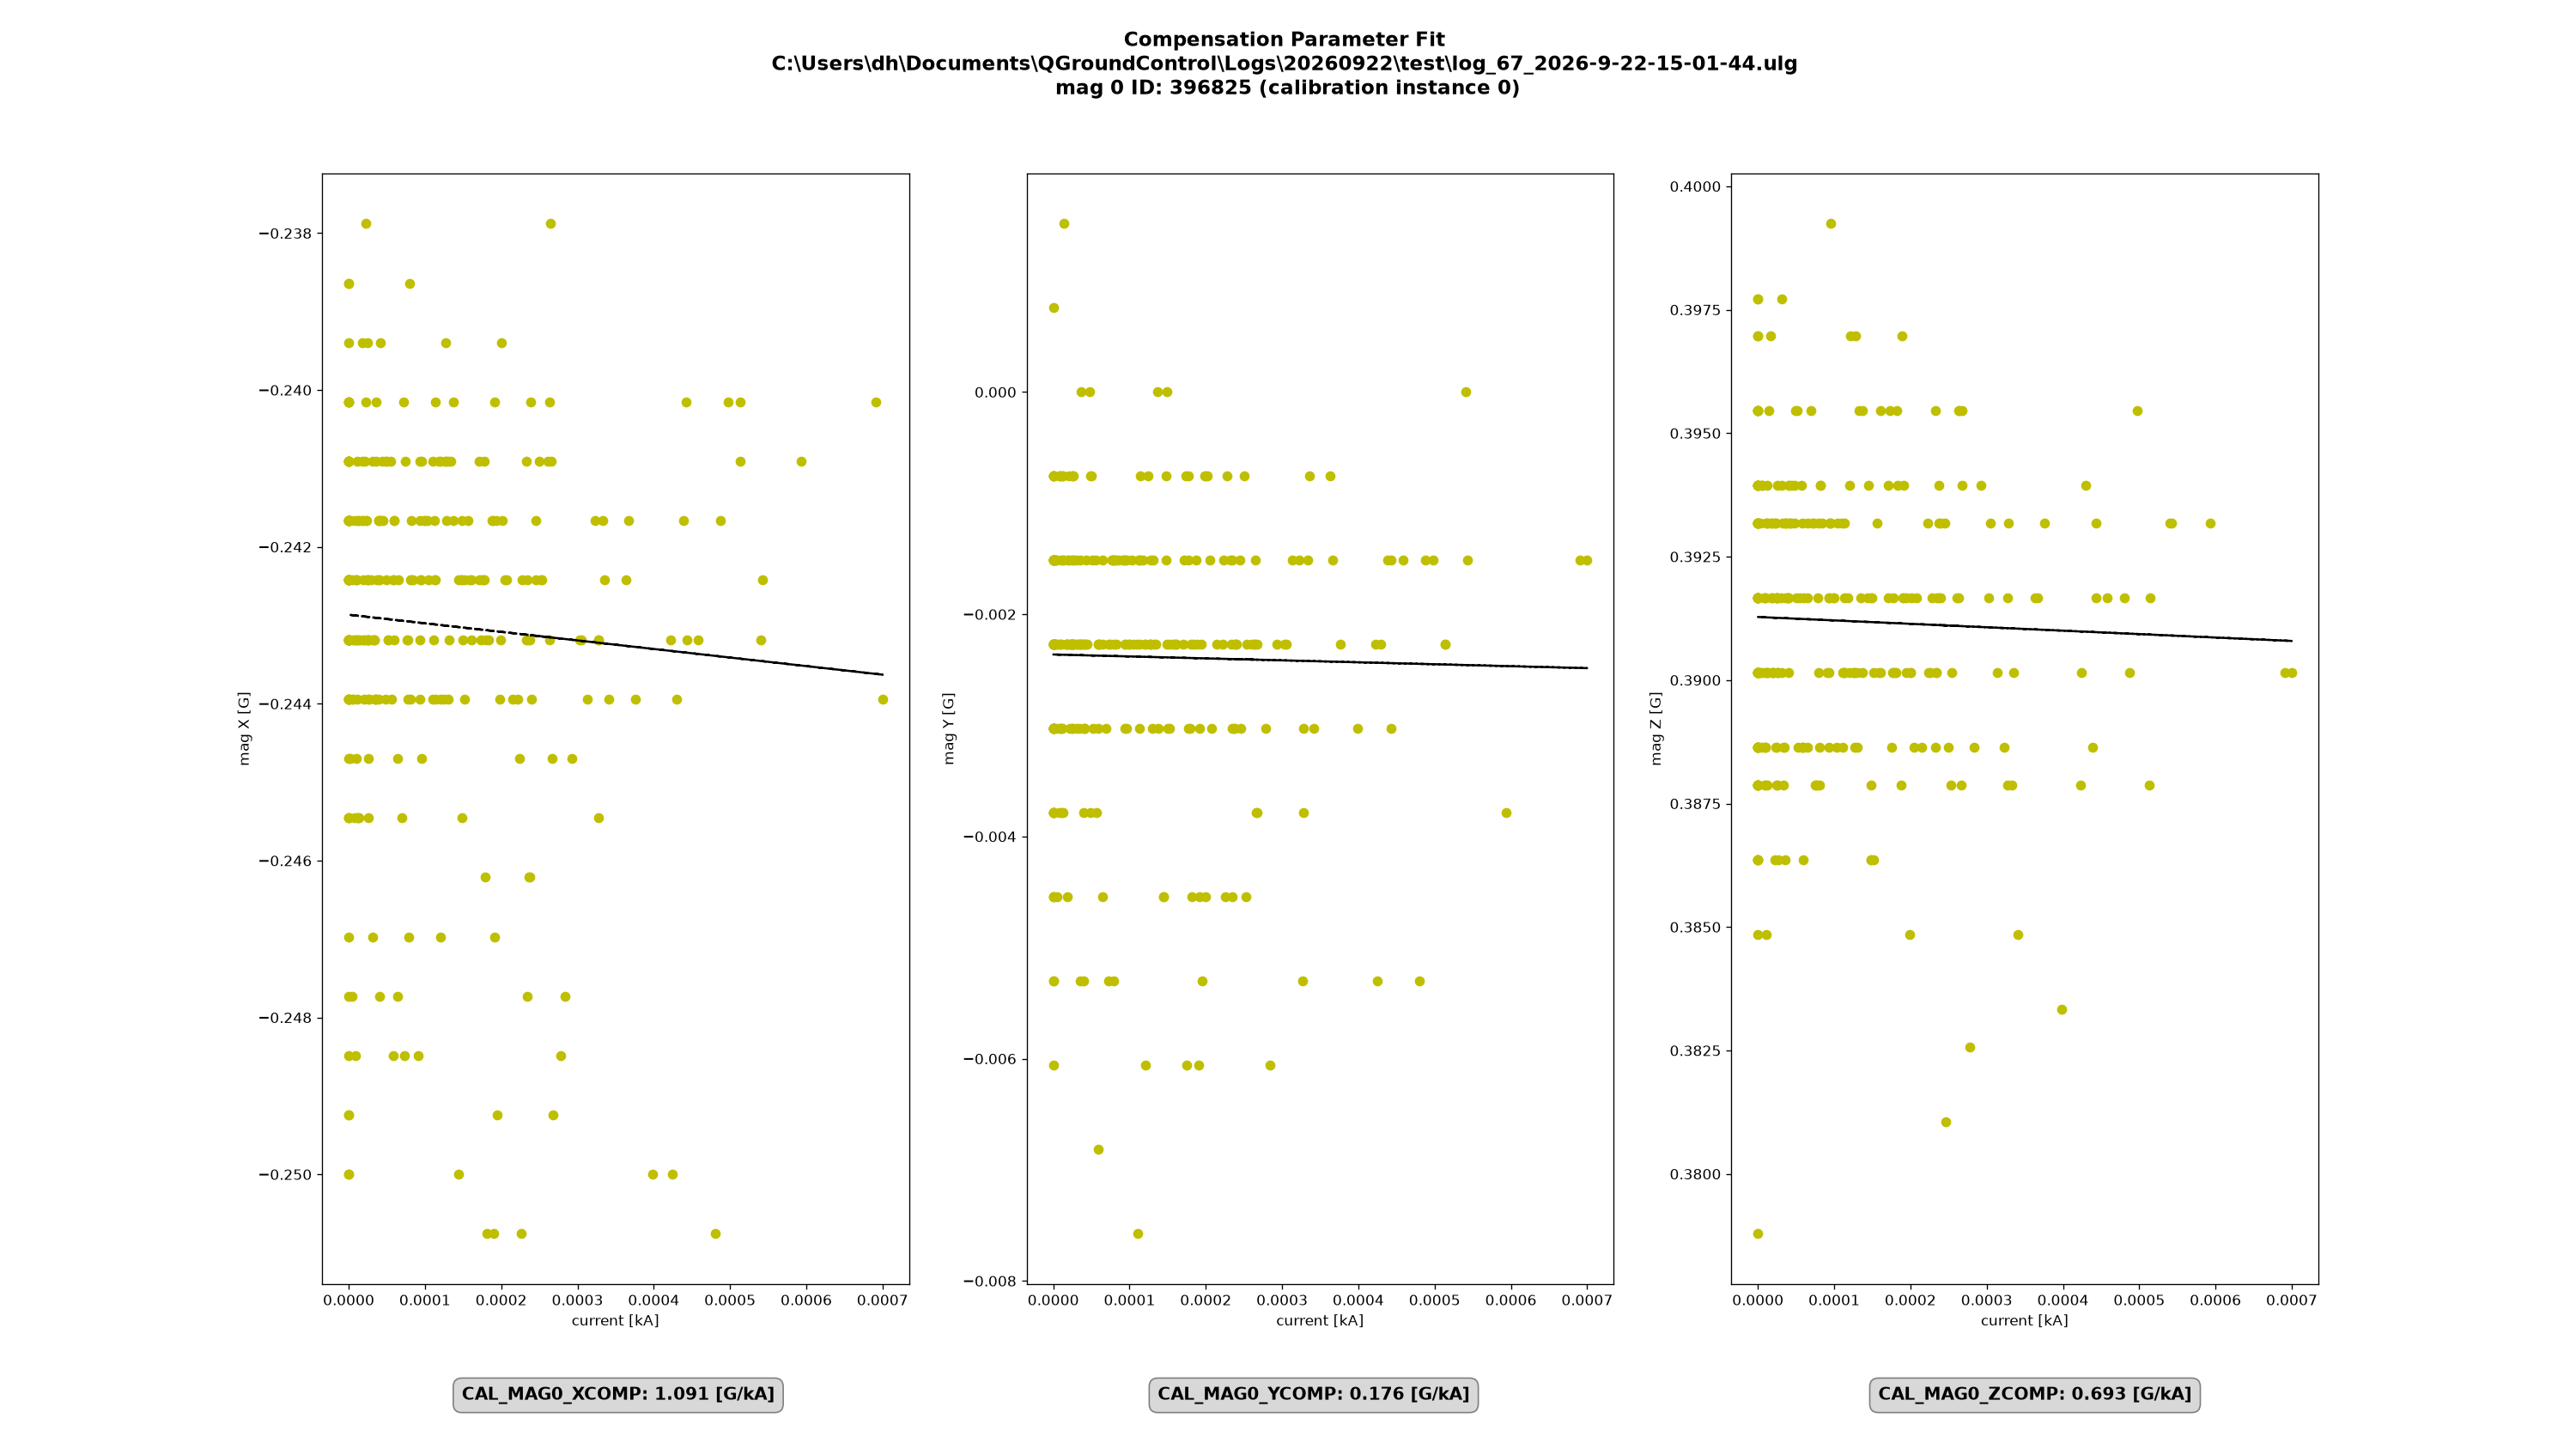 Compensation Parameter Fit
C:\Users\dh\Documents\QGroundControl\Logs\20260922\test\log_67_2026-9-22-15-01-44.ulg
mag 0 ID: 396825 (calibration instance 0)
−0.238
−0.240
−0.242
−0.244
−0.246
−0.248
−0.250
mag X [G]
0.0000 0.0001 0.0002 0.0003 0.0004 0.0005 0.0006 0.0007
current [kA]
CAL_MAG0_XCOMP: 1.091 [G/kA]
0.000
−0.002
−0.004
−0.006
−0.008
mag Y [G]
0.0000 0.0001 0.0002 0.0003 0.0004 0.0005 0.0006 0.0007
current [kA]
CAL_MAG0_YCOMP: 0.176 [G/kA]
0.4000
0.3975
0.3950
0.3925
0.3900
0.3875
0.3850
0.3825
0.3800
mag Z [G]
0.0000 0.0001 0.0002 0.0003 0.0004 0.0005 0.0006 0.0007
current [kA]
CAL_MAG0_ZCOMP: 0.693 [G/kA]